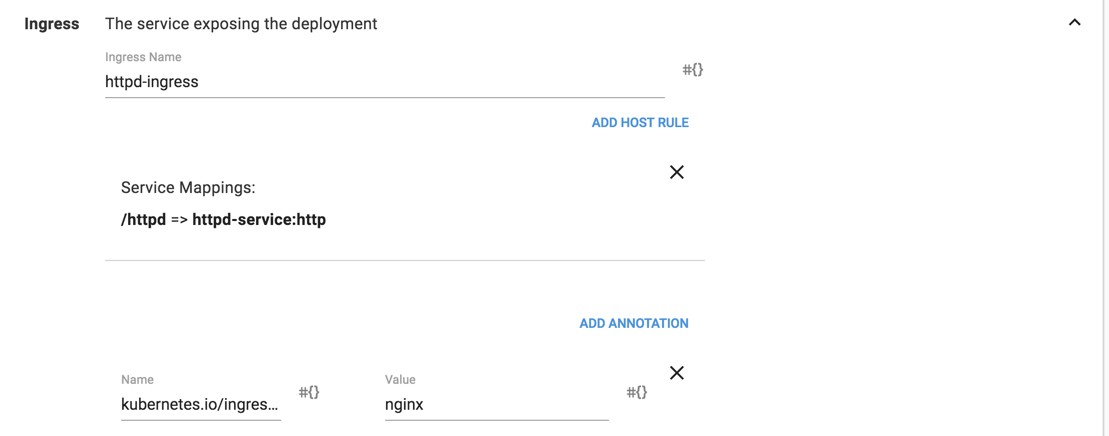 Ingress The service exposing the deployment
Ingress Name
httpd-ingress #{}
ADD HOST RULE
Service Mappings:
/httpd => httpd-service:http
ADD ANNOTATION
Name Value
kubernetes.io/ingres... #{} nginx #{}